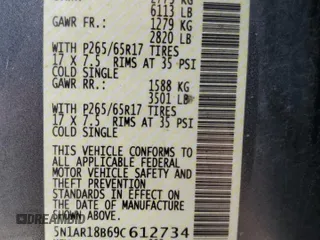 2773 KG
6113 LB
GAWR FR.: 1279 KG
2820 LB
WITH P265/65R17 TIRES
17 X 7.5 RIMS AT 35 PSI
COLD SINGLE
GAWR RR.: 1588 KG
3501 LB
WITH P265/65R17 TIRES
17 X 7.5 RIMS AT 35 PSI
COLD SINGLE
THIS VEHICLE CONFORMS TO
ALL APPLICABLE FEDERAL
MOTOR VEHICLE SAFETY AND
THEFT PREVENTION
STANDARDS IN EFFECT ON
THE DATE OF MANUFACTURE
SHOWN ABOVE.
5N1AR18B69C612734